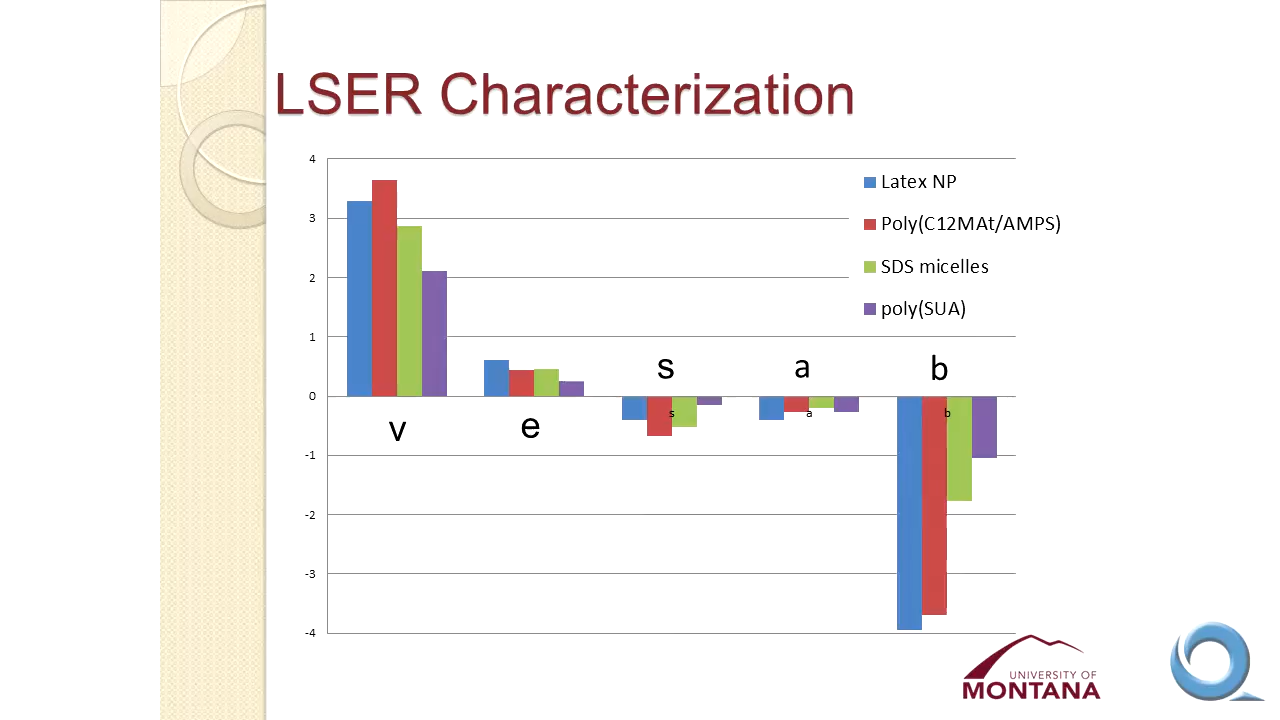 LSER Characterization
4
3
2
1
0
-1
-2
-3
-4
Latex NP
Poly(C12MAt/AMPS)
SDS micelles
poly(SUA)
v
e
s
a
b
s
a
b
UNIVERSITY OF
MONTANA